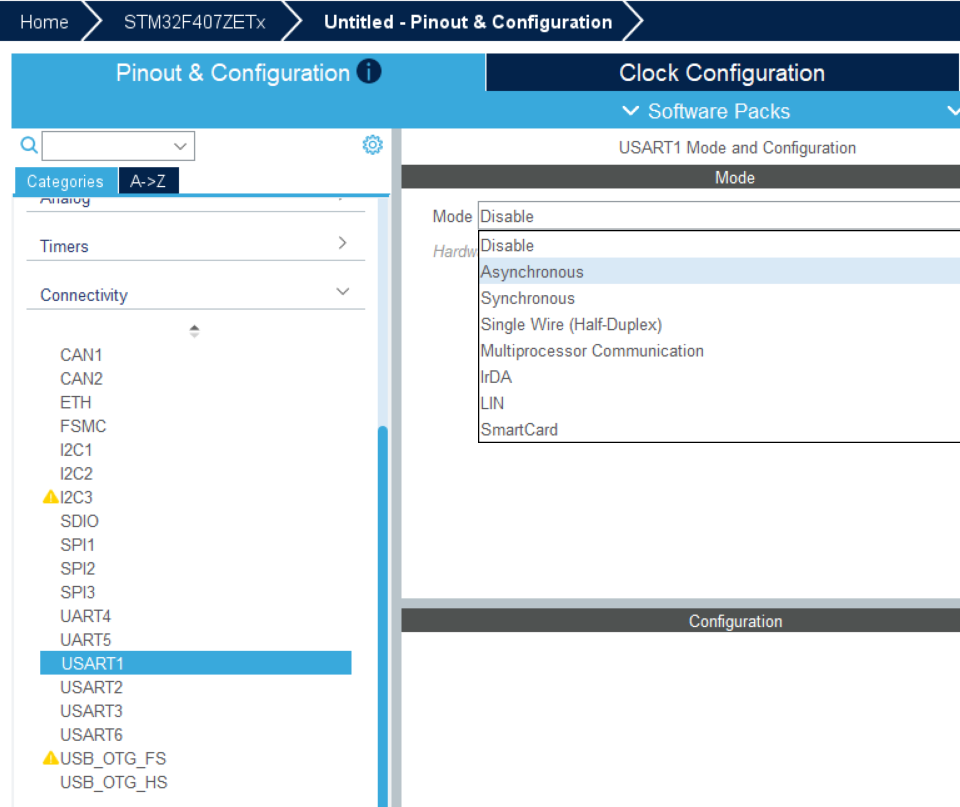 Home STM32F407ZETx Untitled - Pinout & Configuration
Pinout & Configuration i Clock Configuration
Software Packs
USART1 Mode and Configuration
Categories A->Z
Mode
Analog
Mode Disable
Timers
Hardw
Disable
Asynchronous
Synchronous
Single Wire (Half-Duplex)
Multiprocessor Communication
IrDA
LIN
SmartCard
Connectivity
CAN1
CAN2
ETH
FSMC
I2C1
I2C2
I2C3
SDIO
SPI1
SPI2
SPI3
UART4
UART5
USART1
USART2
USART3
USART6
USB_OTG_FS
USB_OTG_HS
Configuration